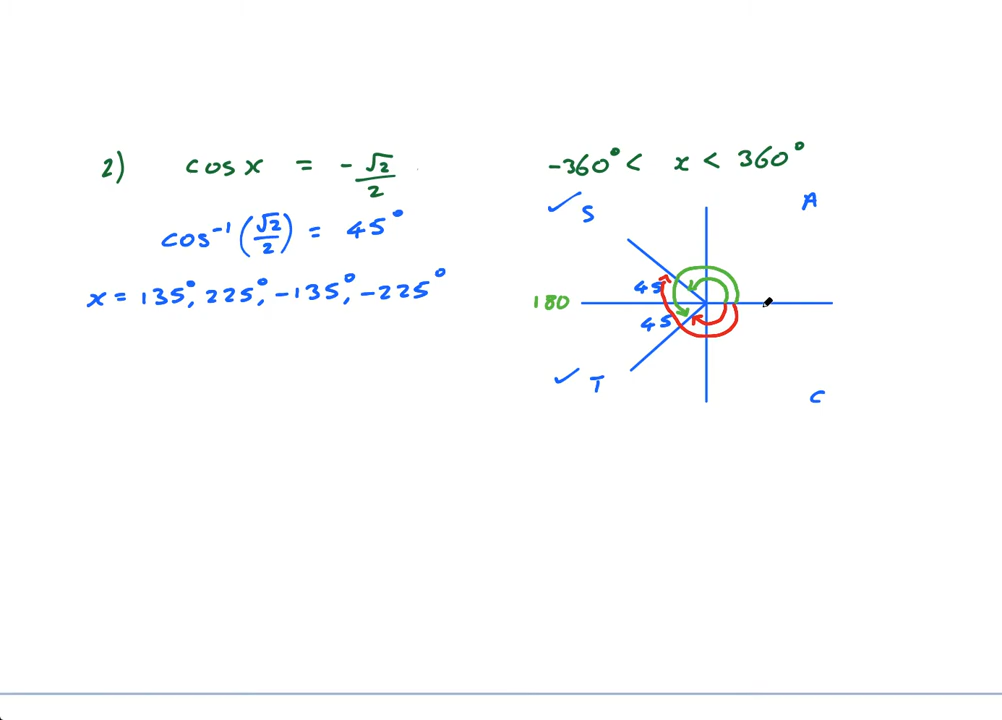 2) cos x = -√2/2
-360° < x < 360°
S
A
cos⁻¹(√2/2) = 45°
x = 135°, 225°, -135°, -225°
45
180
45
T
C